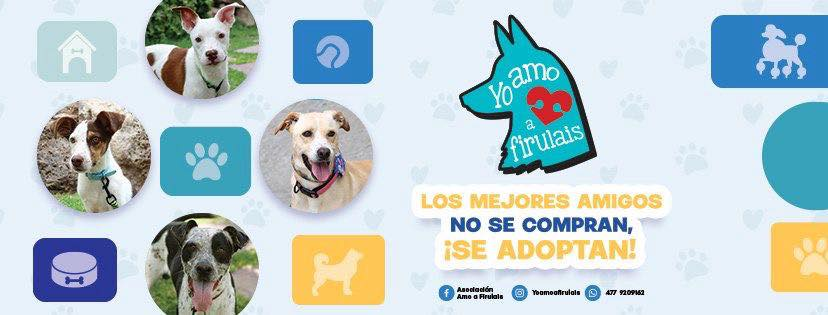 Yo amo
a
firulais
LOS MEJORES AMIGOS
NO SE COMPRAN,
¡SE ADOPTAN!
Asociación
Amo a Firulais
Yoamoafirulais
477 9209162